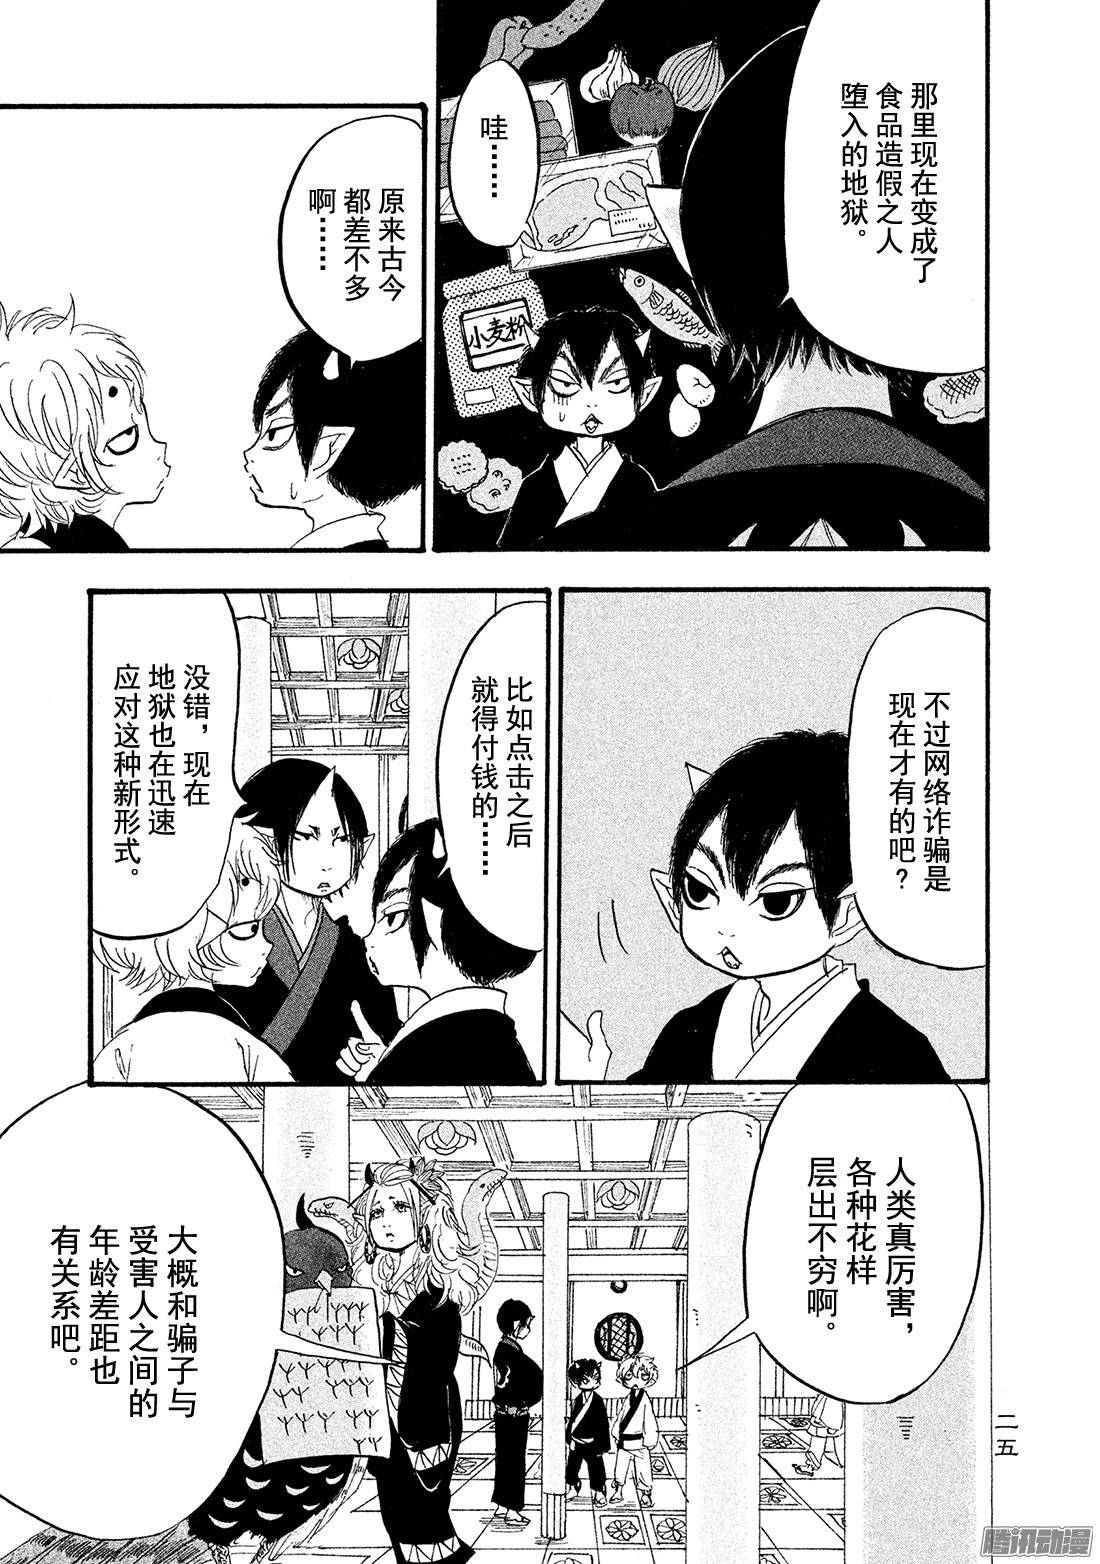 那里现在变成了
食品造假之人
堕入的地狱。
哇……
小麦粉
原来古今
都差不多
啊……
不过网络诈骗是
现在才有的吧？
比如点击之后
就得付钱的……
没错，现在
地狱也在迅速
应对这种新形式。
人类真厉害，
各种花样
层出不穷啊。
大概和骗子与
受害人之间的
年龄差距也
有关系吧。
二五
腾讯动漫